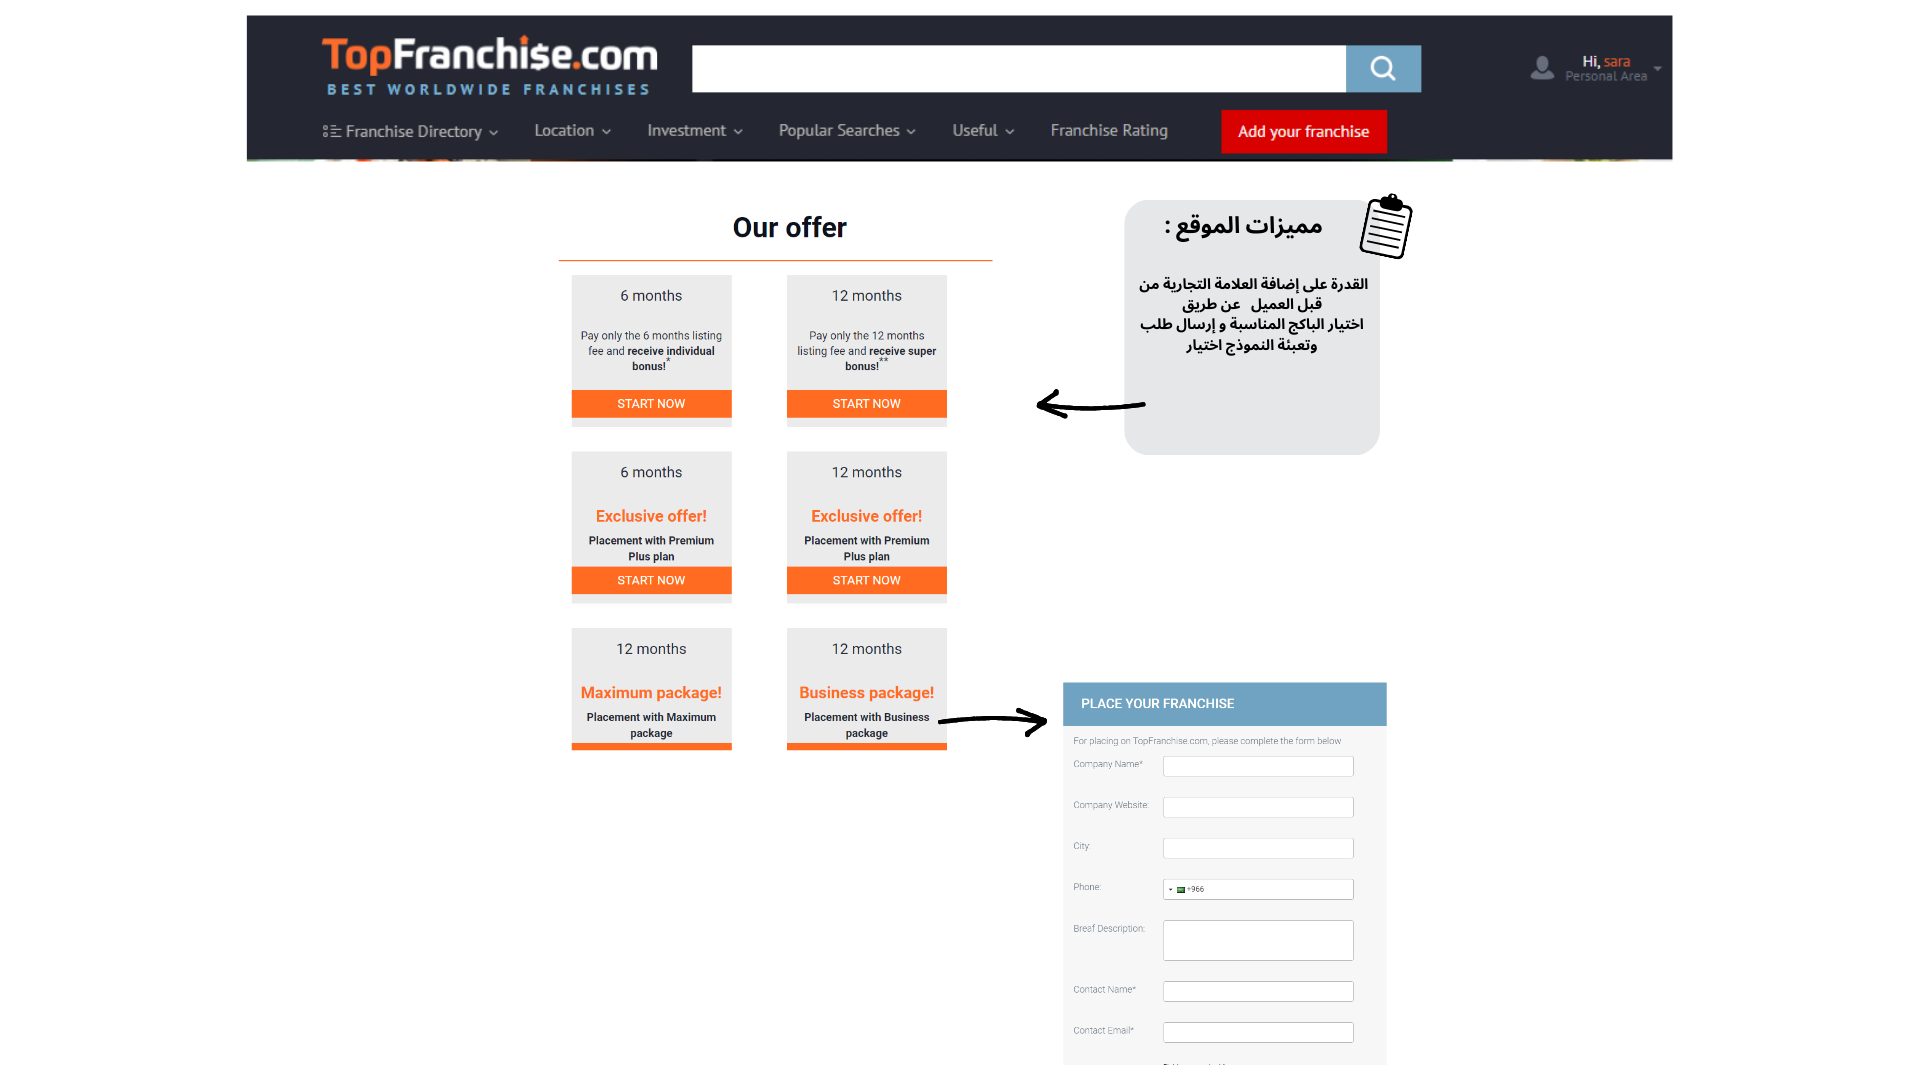 TopFranchise.com
BEST WORLDWIDE FRANCHISES
Hi, sara
Personal Area
Franchise Directory
Location
Investment
Popular Searches
Useful
Franchise Rating
Add your franchise
Our offer
6 months
Pay only the 6 months listing
fee and receive individual
bonus!*
START NOW
12 months
Pay only the 12 months
listing fee and receive super
bonus!**
START NOW
6 months
Exclusive offer!
Placement with Premium
Plus plan
START NOW
12 months
Exclusive offer!
Placement with Premium
Plus plan
START NOW
12 months
Maximum package!
Placement with Maximum
package
12 months
Business package!
Placement with Business
package
مميزات الموقع :
القدرة على إضافة العلامة التجارية من
قبل العميل عن طريق
اختيار الباكج المناسبة و إرسال طلب
وتعبئة النموذج اختيار
PLACE YOUR FRANCHISE
For placing on TopFranchise.com, please complete the form below
Company Name*
Company Website:
City:
Phone:
+966
Breaf Description:
Contact Name*
Contact Email*